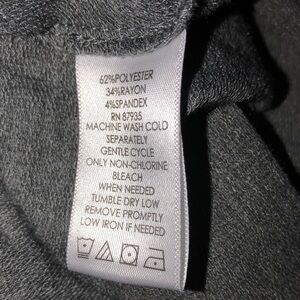 62%POLYESTER
34%RAYON
4%SPANDEX
RN 87935
MACHINE WASH COLD
SEPARATELY
GENTLE CYCLE
ONLY NON-CHLORINE
BLEACH
WHEN NEEDED
TUMBLE DRY LOW
REMOVE PROMPTLY
LOW IRON IF NEEDED